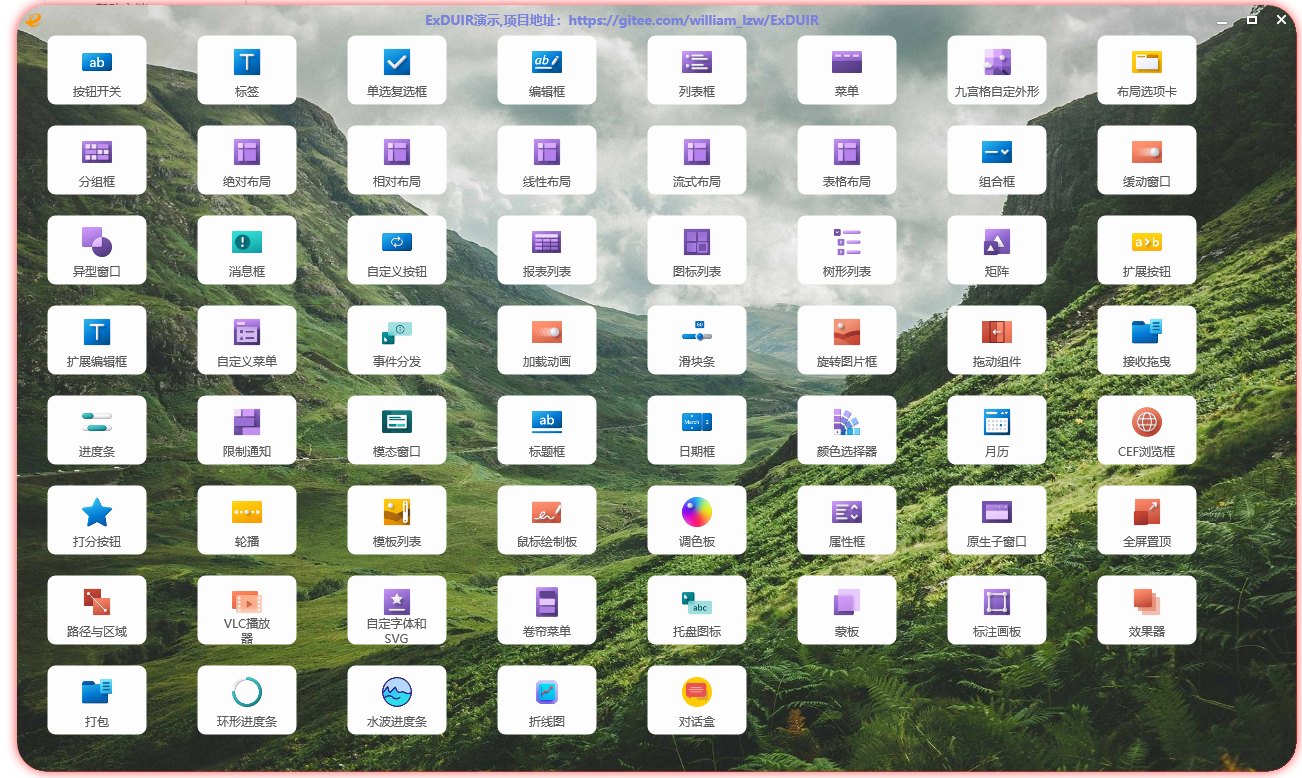 ExDUIR演示,项目地址：https://gitee.com/william_lzw/ExDUIR
ab
按钮开关
T
标签
单选复选框
ab
编辑框
列表框
菜单
九宫格自定外形
布局选项卡
分组框
绝对布局
相对布局
线性布局
流式布局
表格布局
组合框
缓动窗口
异型窗口
消息框
自定义按钮
报表列表
图标列表
树形列表
矩阵
a>b
扩展按钮
T
扩展编辑框
自定义菜单
事件分发
加载动画
60
滑块条
旋转图片框
拖动组件
接收拖曳
进度条
限制通知
模态窗口
ab
标题框
March 2
日期框
颜色选择器
月历
CEF浏览框
打分按钮
轮播
模板列表
鼠标绘制板
调色板
属性框
原生子窗口
全屏置顶
路径与区域
VLC播放
器
自定字体和
SVG
卷帘菜单
abc
托盘图标
蒙板
标注画板
效果器
打包
环形进度条
水波进度条
折线图
对话盒